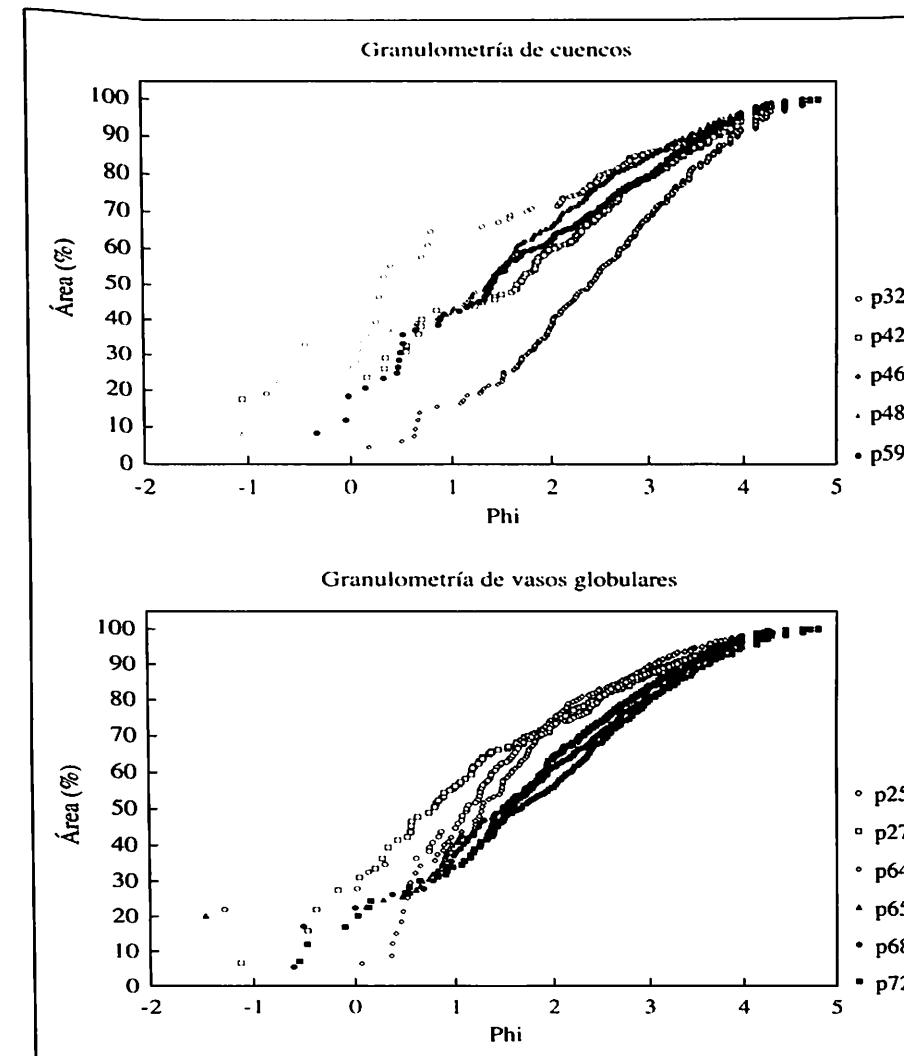 Granulometría de cuencos
100
90
80
70
60
50
40
30
20
10
0
Área (%)
-2 -1 0 1 2 3 4 5
Phi
p32
p42
p46
p48
p59
Granulometría de vasos globulares
100
90
80
70
60
50
40
30
20
10
0
Área (%)
-2 -1 0 1 2 3 4 5
Phi
p25
p27
p64
p65
p68
p72